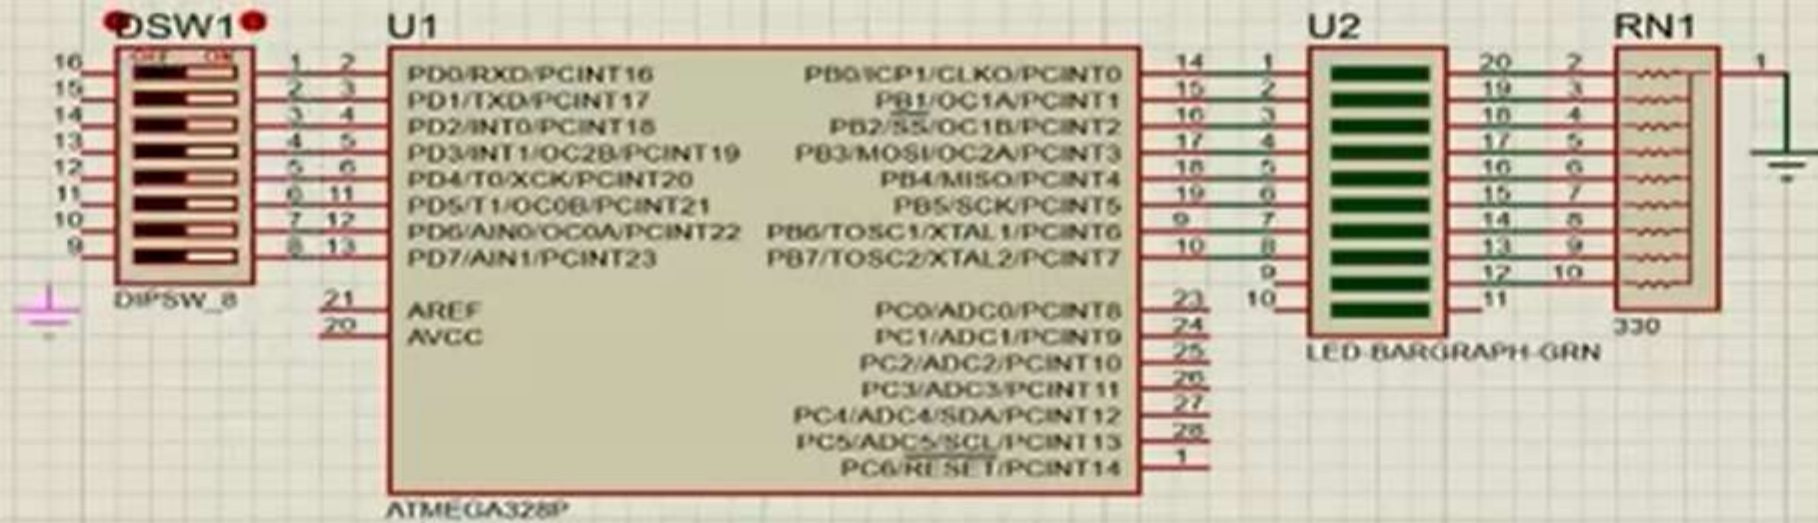 DSW1
OFF ON
16 1
15 2
14 3
13 4
12 5
11 6
10 7
9 8
DIPSW_8
U1
2 PD0/RXD/PCINT16
3 PD1/TXD/PCINT17
4 PD2/INT0/PCINT18
5 PD3/INT1/OC2B/PCINT19
6 PD4/T0/XCK/PCINT20
11 PD5/T1/OC0B/PCINT21
12 PD6/AIN0/OC0A/PCINT22
13 PD7/AIN1/PCINT23
21 AREF
20 AVCC
PB0/ICP1/CLKO/PCINT0 14
PB1/OC1A/PCINT1 15
PB2/SS/OC1B/PCINT2 16
PB3/MOSI/OC2A/PCINT3 17
PB4/MISO/PCINT4 18
PB5/SCK/PCINT5 19
PB6/TOSC1/XTAL1/PCINT6 9
PB7/TOSC2/XTAL2/PCINT7 10
PC0/ADC0/PCINT8 23
PC1/ADC1/PCINT9 24
PC2/ADC2/PCINT10 25
PC3/ADC3/PCINT11 26
PC4/ADC4/SDA/PCINT12 27
PC5/ADC5/SCL/PCINT13 28
PC6/RESET/PCINT14 1
ATMEGA328P
U2
1 20
2 19
3 18
4 17
5 16
6 15
7 14
8 13
9 12
10 11
LED-BARGRAPH-GRN
RN1
2 1
3
4
5
6
7
8
9
10
330